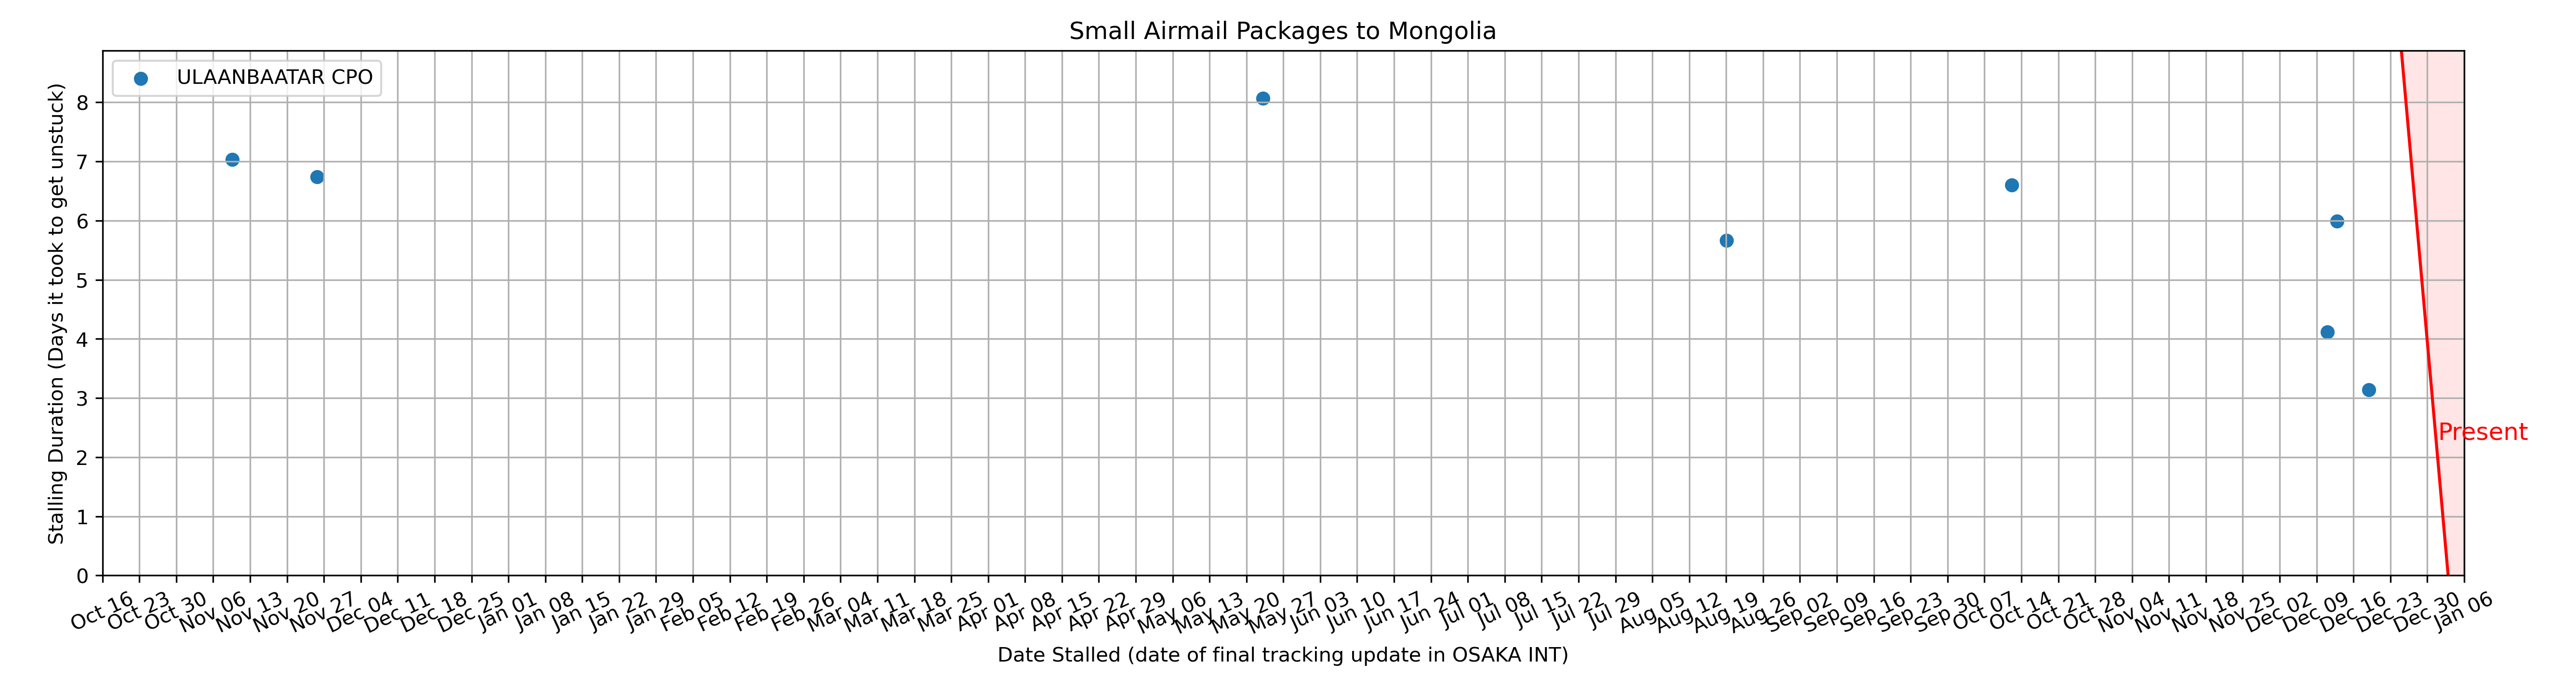 Small Airmail Packages to Mongolia
ULAANBAATAR CPO
Stalling Duration (Days it took to get unstuck)
8
7
6
5
4
3
2
1
0
Present
Oct 16
Oct 23
Oct 30
Nov 06
Nov 13
Nov 20
Nov 27
Dec 04
Dec 11
Dec 18
Dec 25
Jan 01
Jan 08
Jan 15
Jan 22
Jan 29
Feb 05
Feb 12
Feb 19
Feb 26
Mar 04
Mar 11
Mar 18
Mar 25
Apr 01
Apr 08
Apr 15
Apr 22
Apr 29
May 06
May 13
May 20
May 27
Jun 03
Jun 10
Jun 17
Jun 24
Jul 01
Jul 08
Jul 15
Jul 22
Jul 29
Aug 05
Aug 12
Aug 19
Aug 26
Sep 02
Sep 09
Sep 16
Sep 23
Sep 30
Oct 07
Oct 14
Oct 21
Oct 28
Nov 04
Nov 11
Nov 18
Nov 25
Dec 02
Dec 09
Dec 16
Dec 23
Dec 30
Jan 06
Date Stalled (date of final tracking update in OSAKA INT)